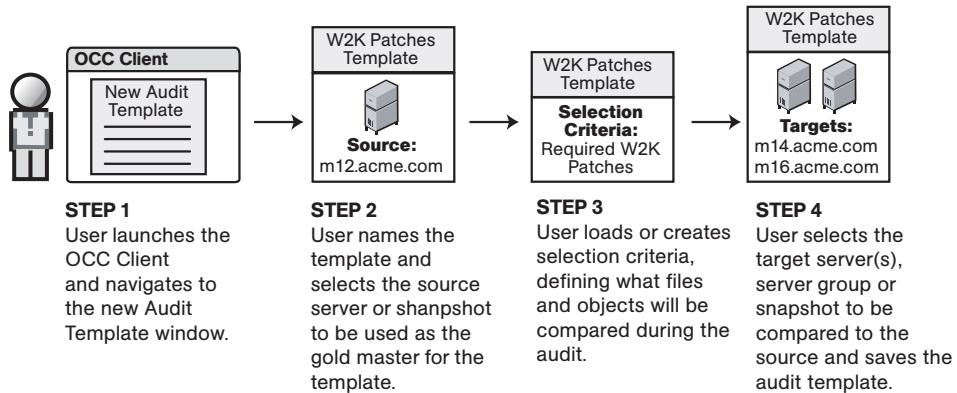 OCC Client
New Audit
Template
W2K Patches
Template
Source:
m12.acme.com
W2K Patches
Template
Selection
Criteria:
Required W2K
Patches
W2K Patches
Template
Targets:
m14.acme.com
m16.acme.com
STEP 1
User launches the
OCC Client
and navigates to
the new Audit
Template window.
STEP 2
User names the
template and
selects the source
server or shanpshot
to be used as the
gold master for the
template.
STEP 3
User loads or creates
selection criteria,
defining what files
and objects will be
compared during the
audit.
STEP 4
User selects the
target server(s),
server group or
snapshot to be
compared to the
source and saves the
audit template.